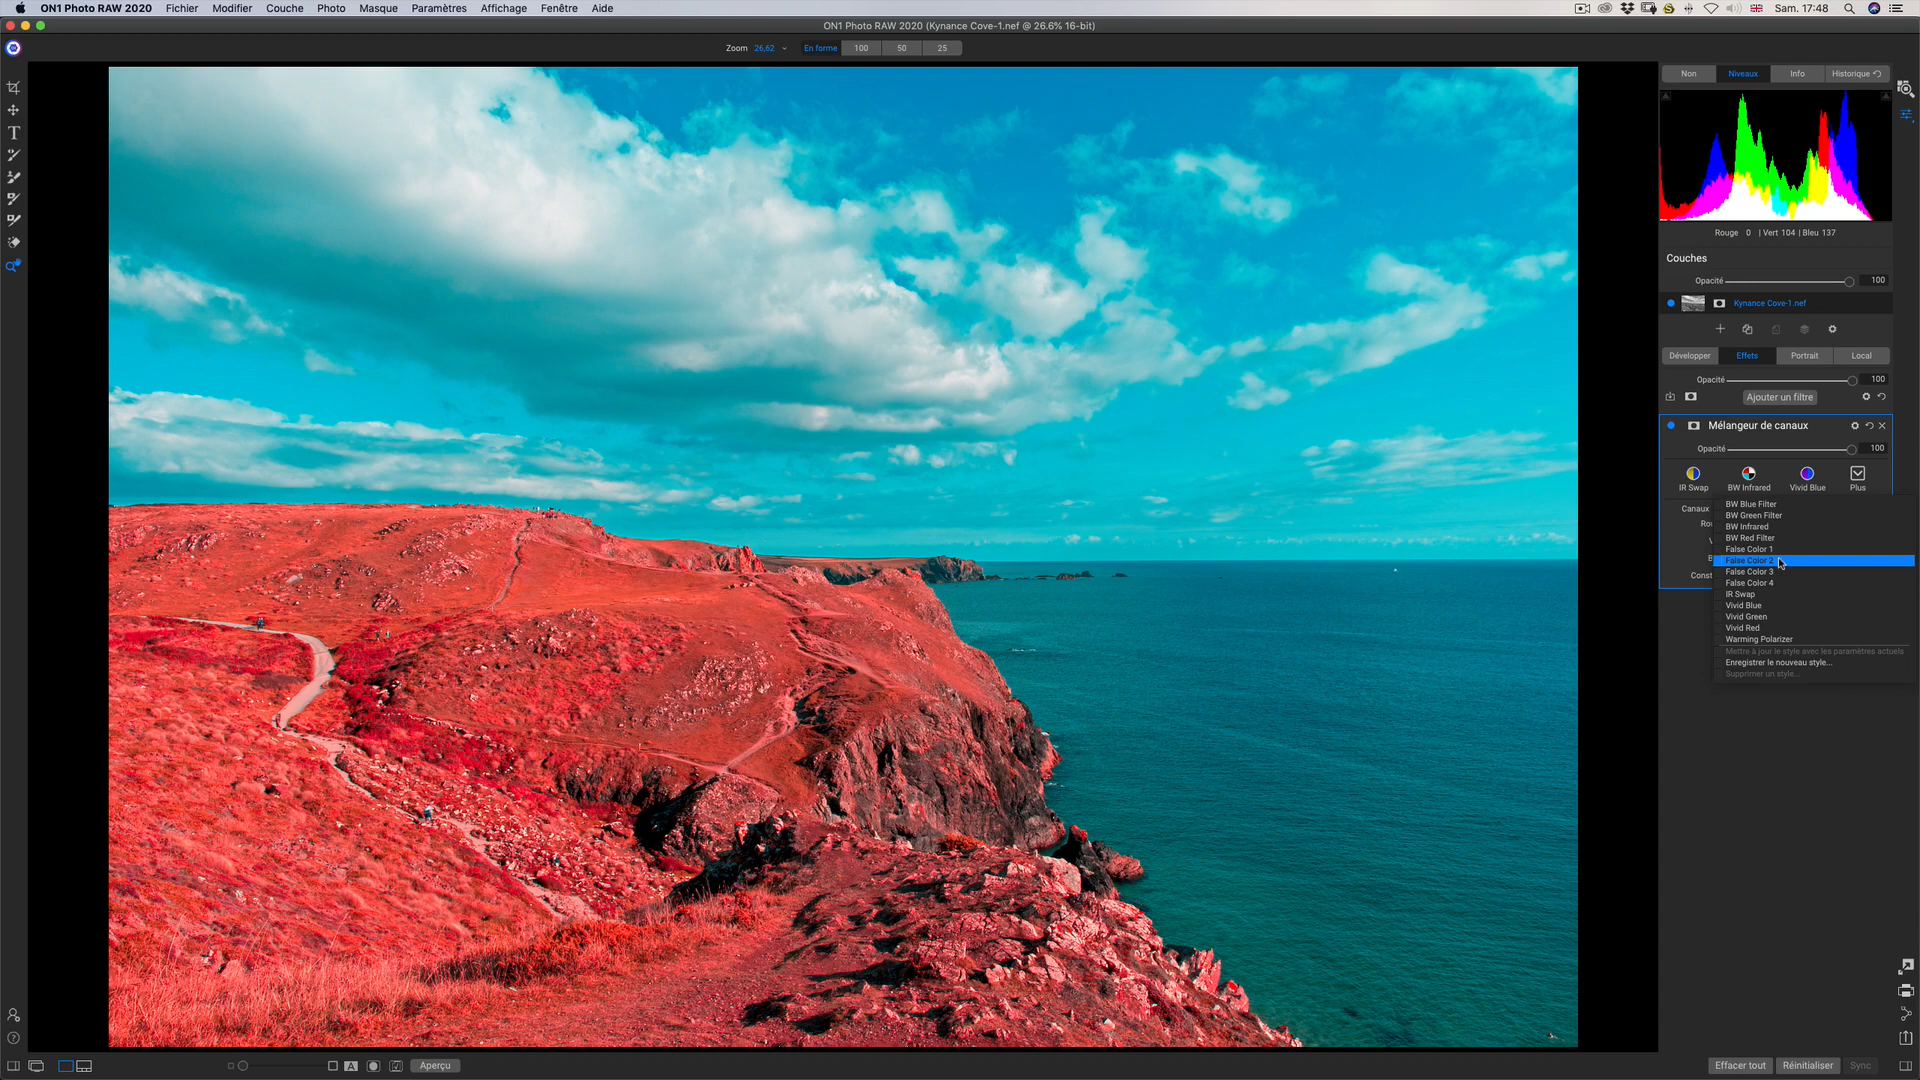 ON1 Photo RAW 2020 Fichier Modifier Couche Photo Masque Paramètres Affichage Fenêtre Aide Sam. 17:48
ON1 Photo RAW 2020 (Kynance Cove-1.nef @ 26.6% 16-bit)
Zoom 26,62 En forme 100 50 25
Non Niveaux Info Historique
Rouge 0 | Vert 104 | Bleu 137
Couches
Opacité 100
Kynance Cove-1.nef
Développer Effets Portrait Local
Opacité 100
Ajouter un filtre
Mélangeur de canaux
Opacité 100
IR Swap BW Infrared Vivid Blue Plus
BW Blue Filter
Canaux
BW Green Filter
Rou
BW Infrared
BW Red Filter
False Color 1
False Color 2
False Color 3
Const
False Color 4
IR Swap
Vivid Blue
Vivid Green
Vivid Red
Warming Polarizer
Mettre à jour le style avec les paramètres actuels
Enregistrer le nouveau style...
Supprimer un style...
A Aperçu Effacer tout Réinitialiser Sync